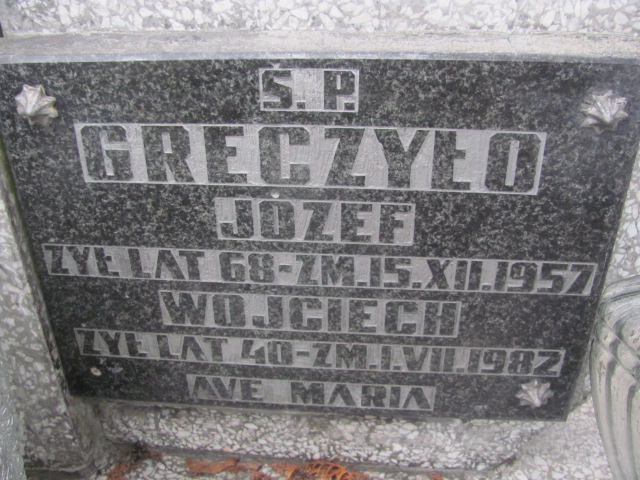 Ś.P.
GRECZYŁO
JÓZEF
ŻYŁ LAT 68-ZM.15.XII.1957
WOJCIECH
ŻYŁ LAT 40-ZM.1.VII.1982
AVE MARIA